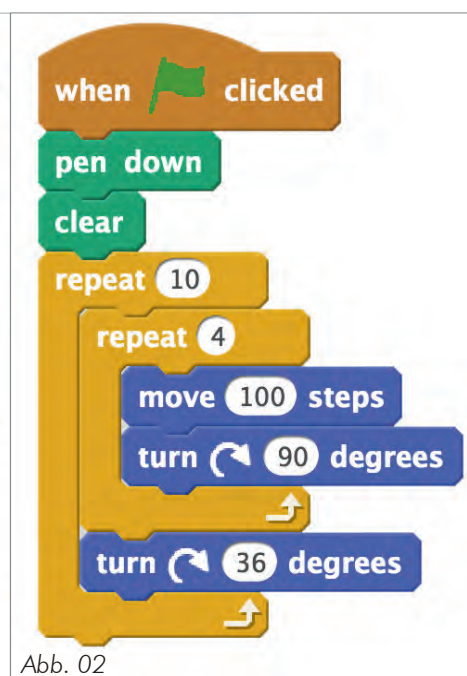 when clicked
pen down
clear
repeat 10
repeat 4
move 100 steps
turn 90 degrees
turn 36 degrees
Abb. 02